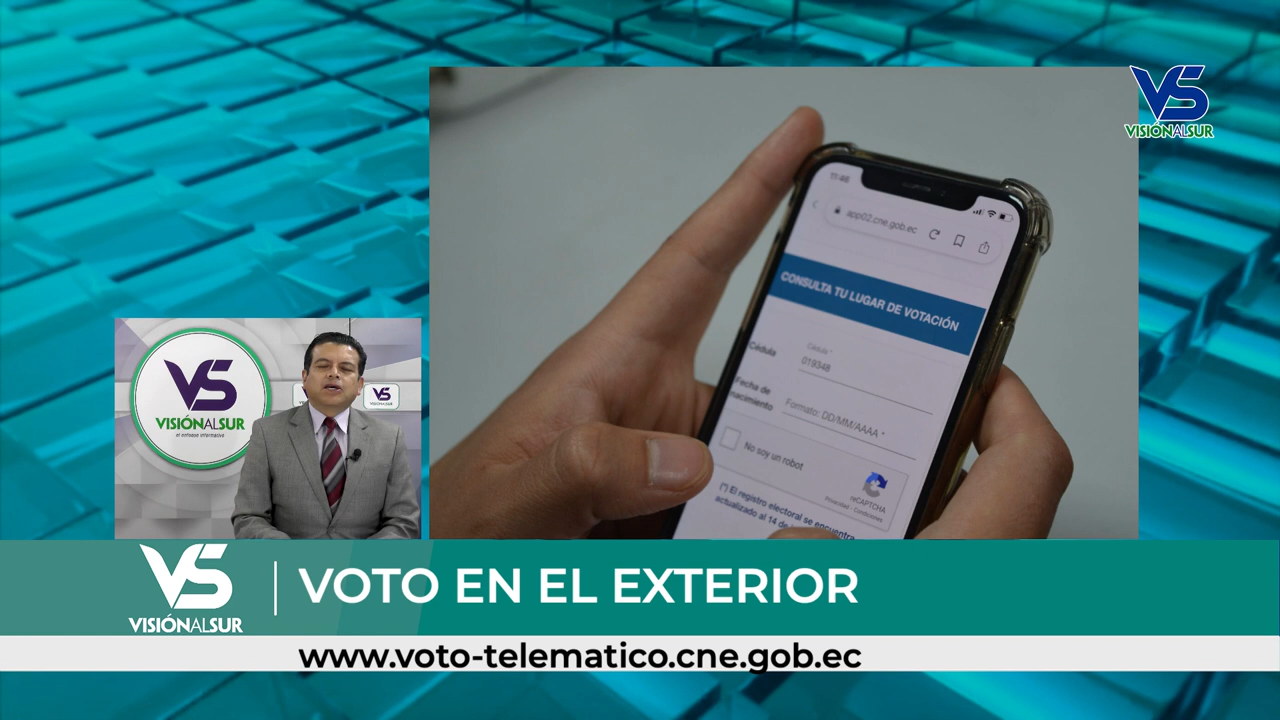 VS
VISIÓNALSUR
11:46
app02.cne.gob.ec
CONSULTA TU LUGAR DE VOTACIÓN
Cédula
Cédula *
019348
Fecha de
nacimiento
Formato: DD/MM/AAAA *
No soy un robot
reCAPTCHA
Privacidad - Condiciones
(*) El registro electoral se encuentra
actualizado al 14 de
VS
VISIÓNALSUR
el enfoque informativo
VS
VISIÓNALSUR
VS
VISIÓNALSUR
VOTO EN EL EXTERIOR
www.voto-telematico.cne.gob.ec